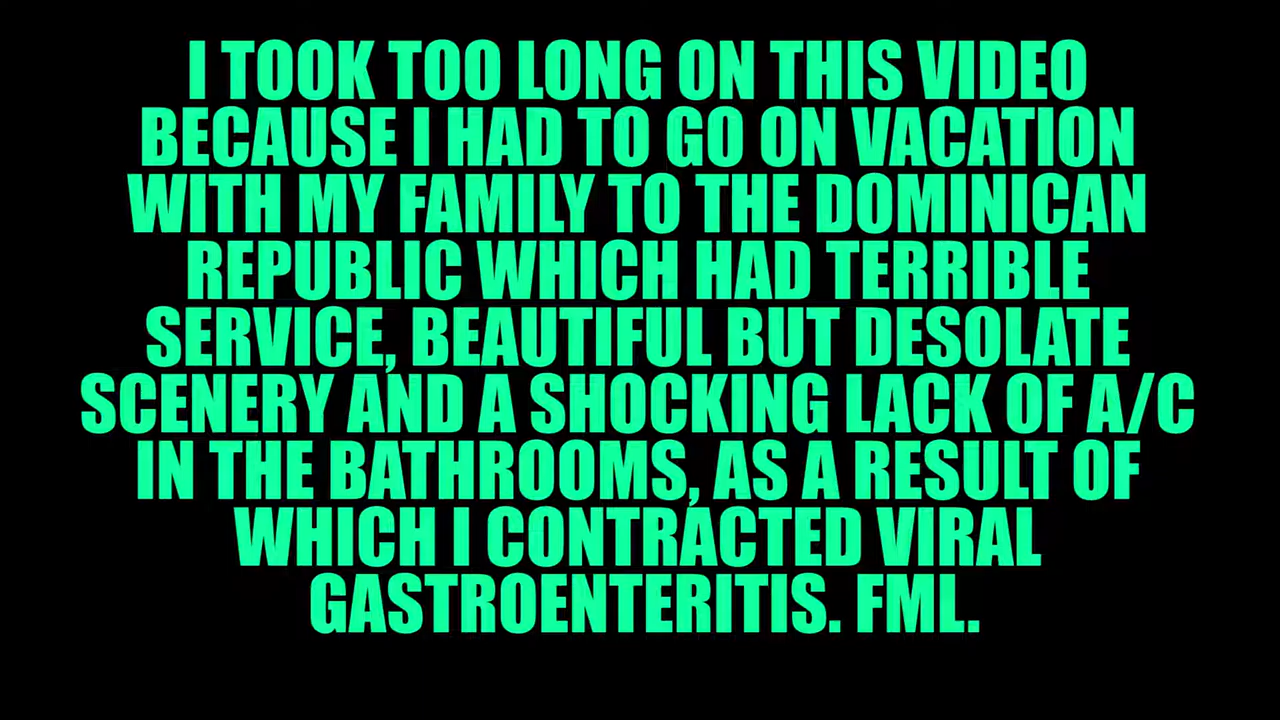 I TOOK TOO LONG ON THIS VIDEO
BECAUSE I HAD TO GO ON VACATION
WITH MY FAMILY TO THE DOMINICAN
REPUBLIC WHICH HAD TERRIBLE
SERVICE, BEAUTIFUL BUT DESOLATE
SCENERY AND A SHOCKING LACK OF A/C
IN THE BATHROOMS, AS A RESULT OF
WHICH I CONTRACTED VIRAL
GASTROENTERITIS. FML.